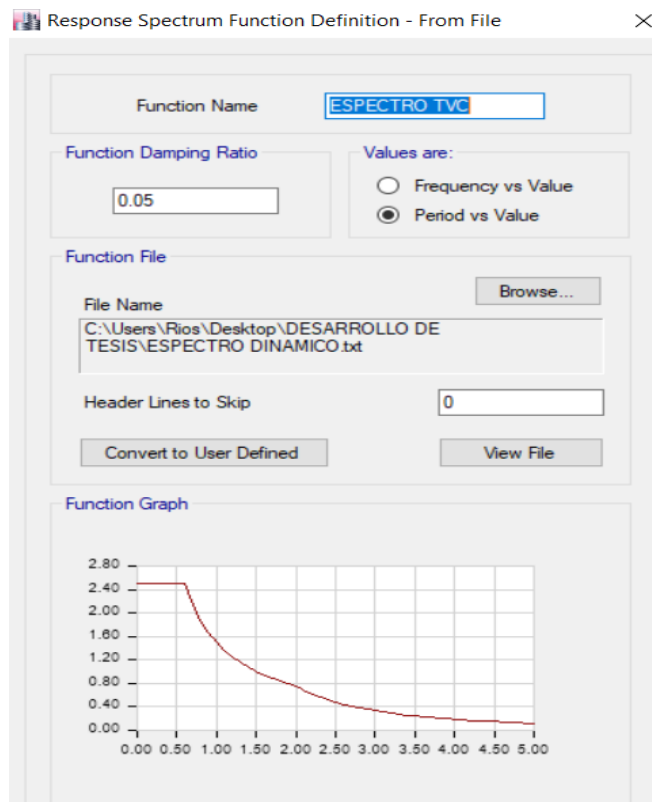 Response Spectrum Function Definition - From File
Function Name
ESPECTRO TVC
Function Damping Ratio
0.05
Values are:
Frequency vs Value
Period vs Value
Function File
Browse...
File Name
C:\Users\Rios\Desktop\DESARROLLO DE
TESIS\ESPECTRO DINAMICO.txt
Header Lines to Skip
0
Convert to User Defined
View File
Function Graph
2.80
2.40
2.00
1.60
1.20
0.80
0.40
0.00
0.00 0.50 1.00 1.50 2.00 2.50 3.00 3.50 4.00 4.50 5.00